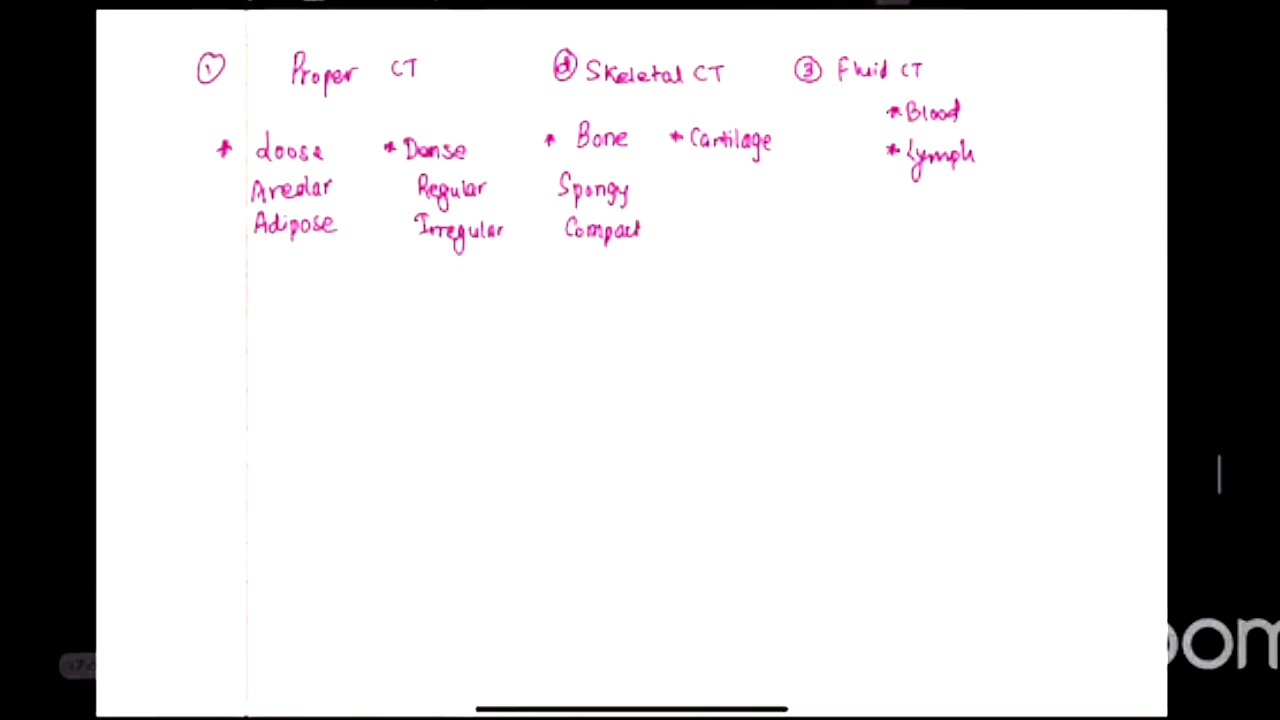 ① Proper CT ② Skeletal CT ③ Fluid CT
* Blood
* Loose * Dense * Bone * Cartilage * Lymph
Areolar Regular Spongy
Adipose Irregular Compact
oom